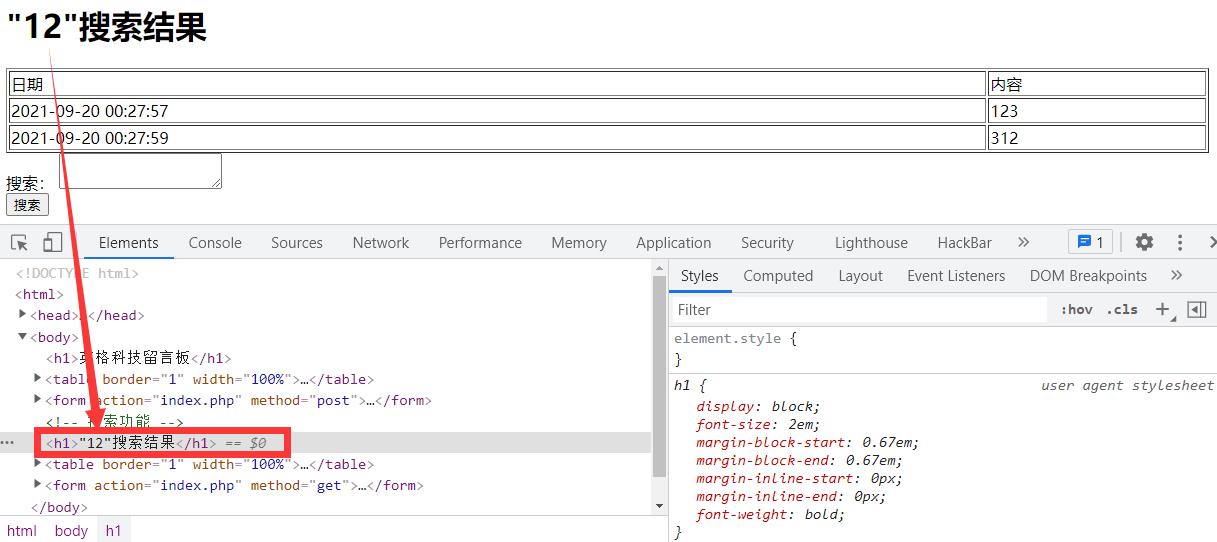 "12"搜索结果
日期 内容
2021-09-20 00:27:57 123
2021-09-20 00:27:59 312
搜索：
搜索
Elements Console Sources Network Performance Memory Application Security Lighthouse HackBar » 1
<!DOCTYPE html>
<html>
<head>…</head>
<body>
<h1>英格科技留言板</h1>
<table border="1" width="100%">…</table>
<form action="index.php" method="post">…</form>
<!-- 搜索功能 -->
<h1>"12"搜索结果</h1> == $0
<table border="1" width="100%">…</table>
<form action="index.php" method="get">…</form>
</body>
html body h1
Styles Computed Layout Event Listeners DOM Breakpoints »
Filter :hov .cls +
element.style {
}
h1 { user agent stylesheet
display: block;
font-size: 2em;
margin-block-start: 0.67em;
margin-block-end: 0.67em;
margin-inline-start: 0px;
margin-inline-end: 0px;
font-weight: bold;
}